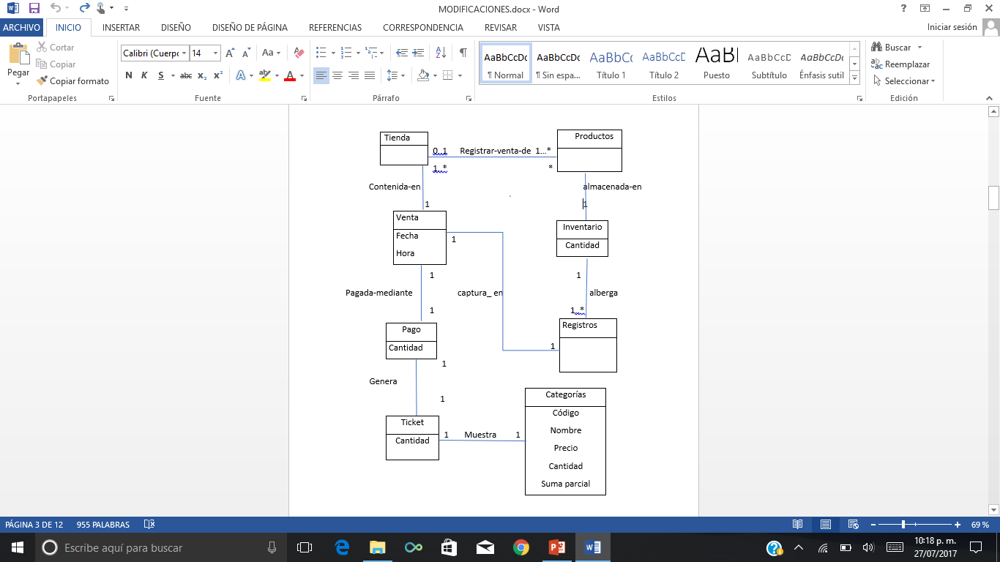 MODIFICACIONES.docx - Word
?
ARCHIVO INICIO INSERTAR DISEÑO DISEÑO DE PÁGINA REFERENCIAS CORRESPONDENCIA REVISAR VISTA Iniciar sesión
Pegar
Cortar
Copiar
Copiar formato
Portapapeles
Calibri (Cuerpo 14
N K S abc x₂ x²
Fuente
Párrafo
AaBbCcDc AaBbCcDc AaBbCc AaBbCcD AaB AaBbCcD AaBbCcDc
¶ Normal ¶ Sin espa... Título 1 Título 2 Puesto Subtítulo Énfasis sutil
Estilos
Buscar
Reemplazar
Seleccionar
Edición
Tienda
Productos
0..1 Registrar-venta-de 1...*
1..* *
Contenida-en
almacenada-en
1
1
Venta
Fecha
Hora
1
Inventario
Cantidad
1
1
Pagada-mediante
captura_ en
alberga
1
1..*
Pago
Cantidad
1
Registros
1
Genera
1
Categorías
Código
Nombre
Precio
Cantidad
Suma parcial
Ticket
Cantidad
1 Muestra 1
PÁGINA 3 DE 12 955 PALABRAS
69 %
Escribe aquí para buscar
10:18 p. m.
27/07/2017